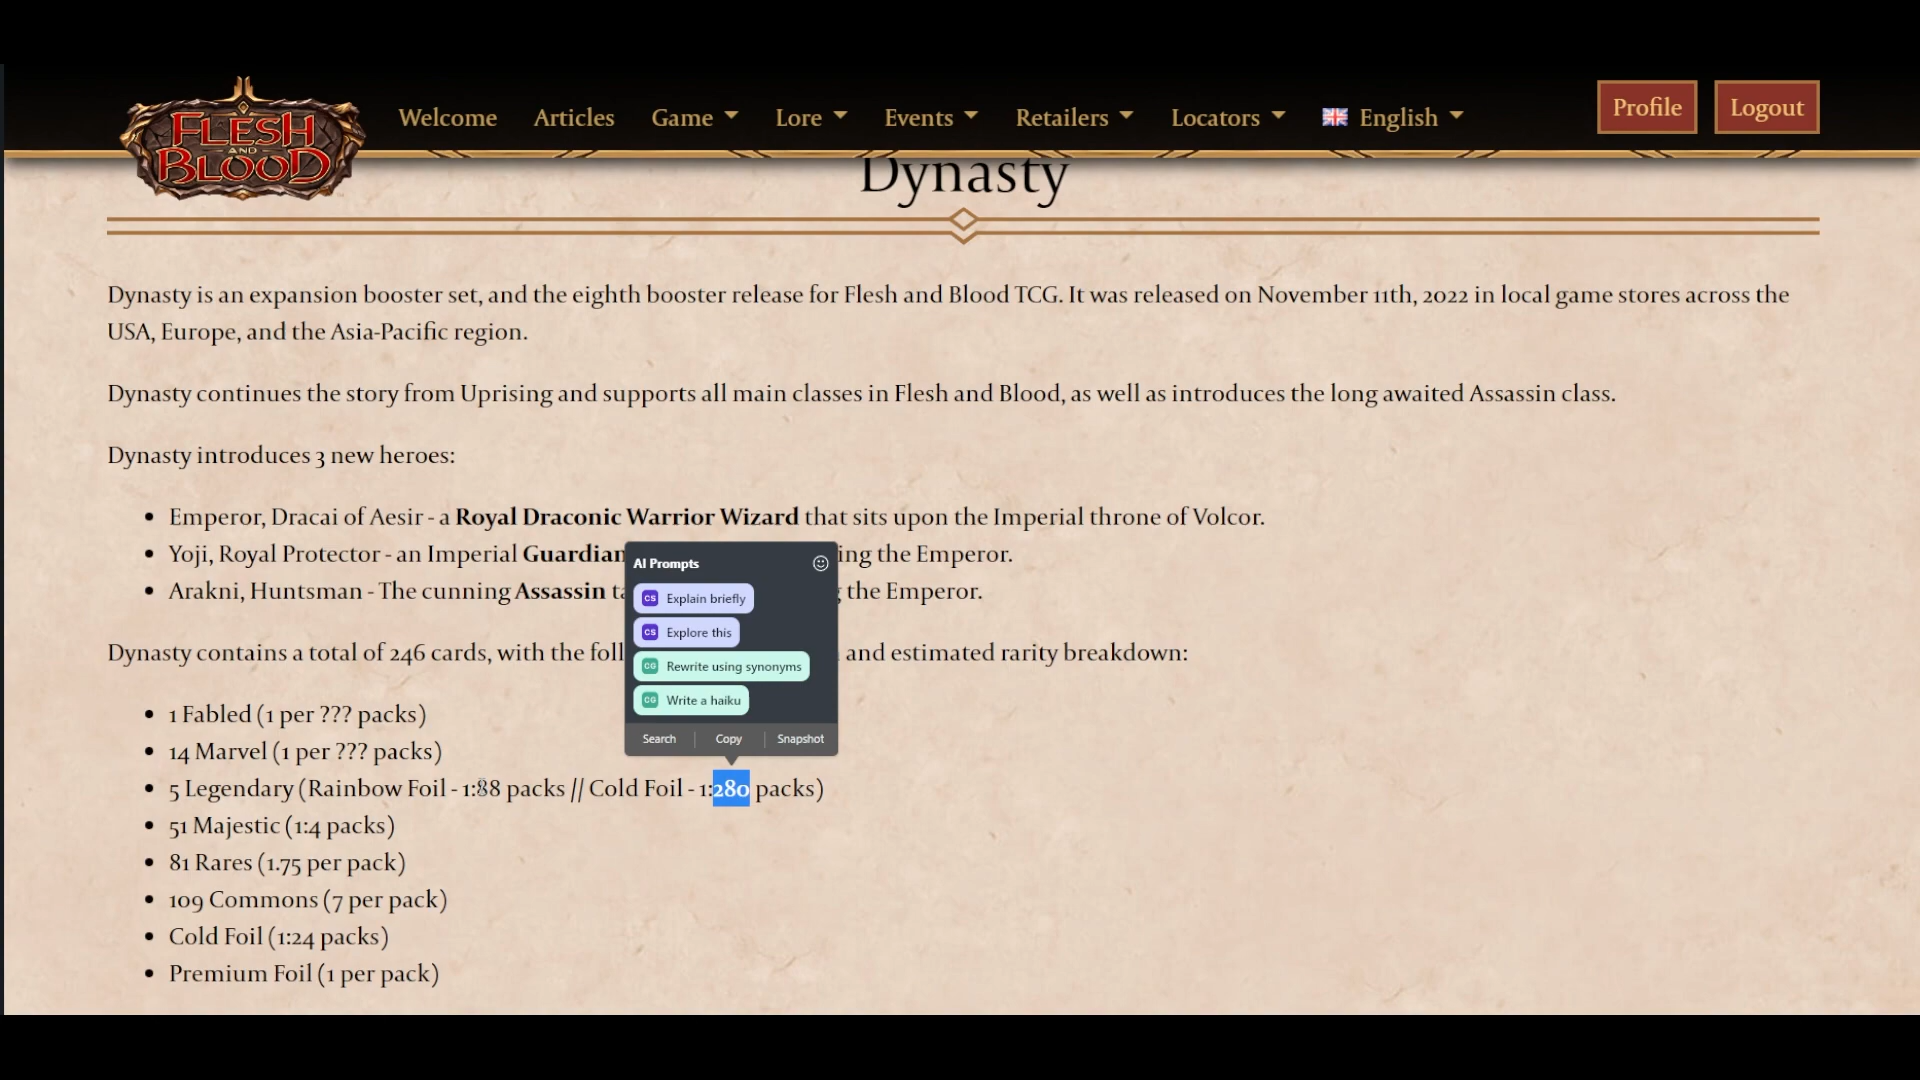 FLESH
AND
BLOOD
Welcome Articles Game Lore Events Retailers Locators English Profile Logout
Dynasty
Dynasty is an expansion booster set, and the eighth booster release for Flesh and Blood TCG. It was released on November 11th, 2022 in local game stores across the
USA, Europe, and the Asia-Pacific region.
Dynasty continues the story from Uprising and supports all main classes in Flesh and Blood, as well as introduces the long awaited Assassin class.
Dynasty introduces 3 new heroes:
• Emperor, Dracai of Aesir - a Royal Draconic Warrior Wizard that sits upon the Imperial throne of Volcor.
• Yoji, Royal Protector - an Imperial Guardian ing the Emperor.
• Arakni, Huntsman - The cunning Assassin the Emperor.
Dynasty contains a total of 246 cards, with the and estimated rarity breakdown:
AI Prompts
CS Explain briefly
CS Explore this
CG Rewrite using synonyms
CG Write a haiku
Search Copy Snapshot
• 1 Fabled (1 per ??? packs)
• 14 Marvel (1 per ??? packs)
• 5 Legendary (Rainbow Foil - 1:88 packs // Cold Foil - 1:280 packs)
• 51 Majestic (1:4 packs)
• 81 Rares (1.75 per pack)
• 109 Commons (7 per pack)
• Cold Foil (1:24 packs)
• Premium Foil (1 per pack)